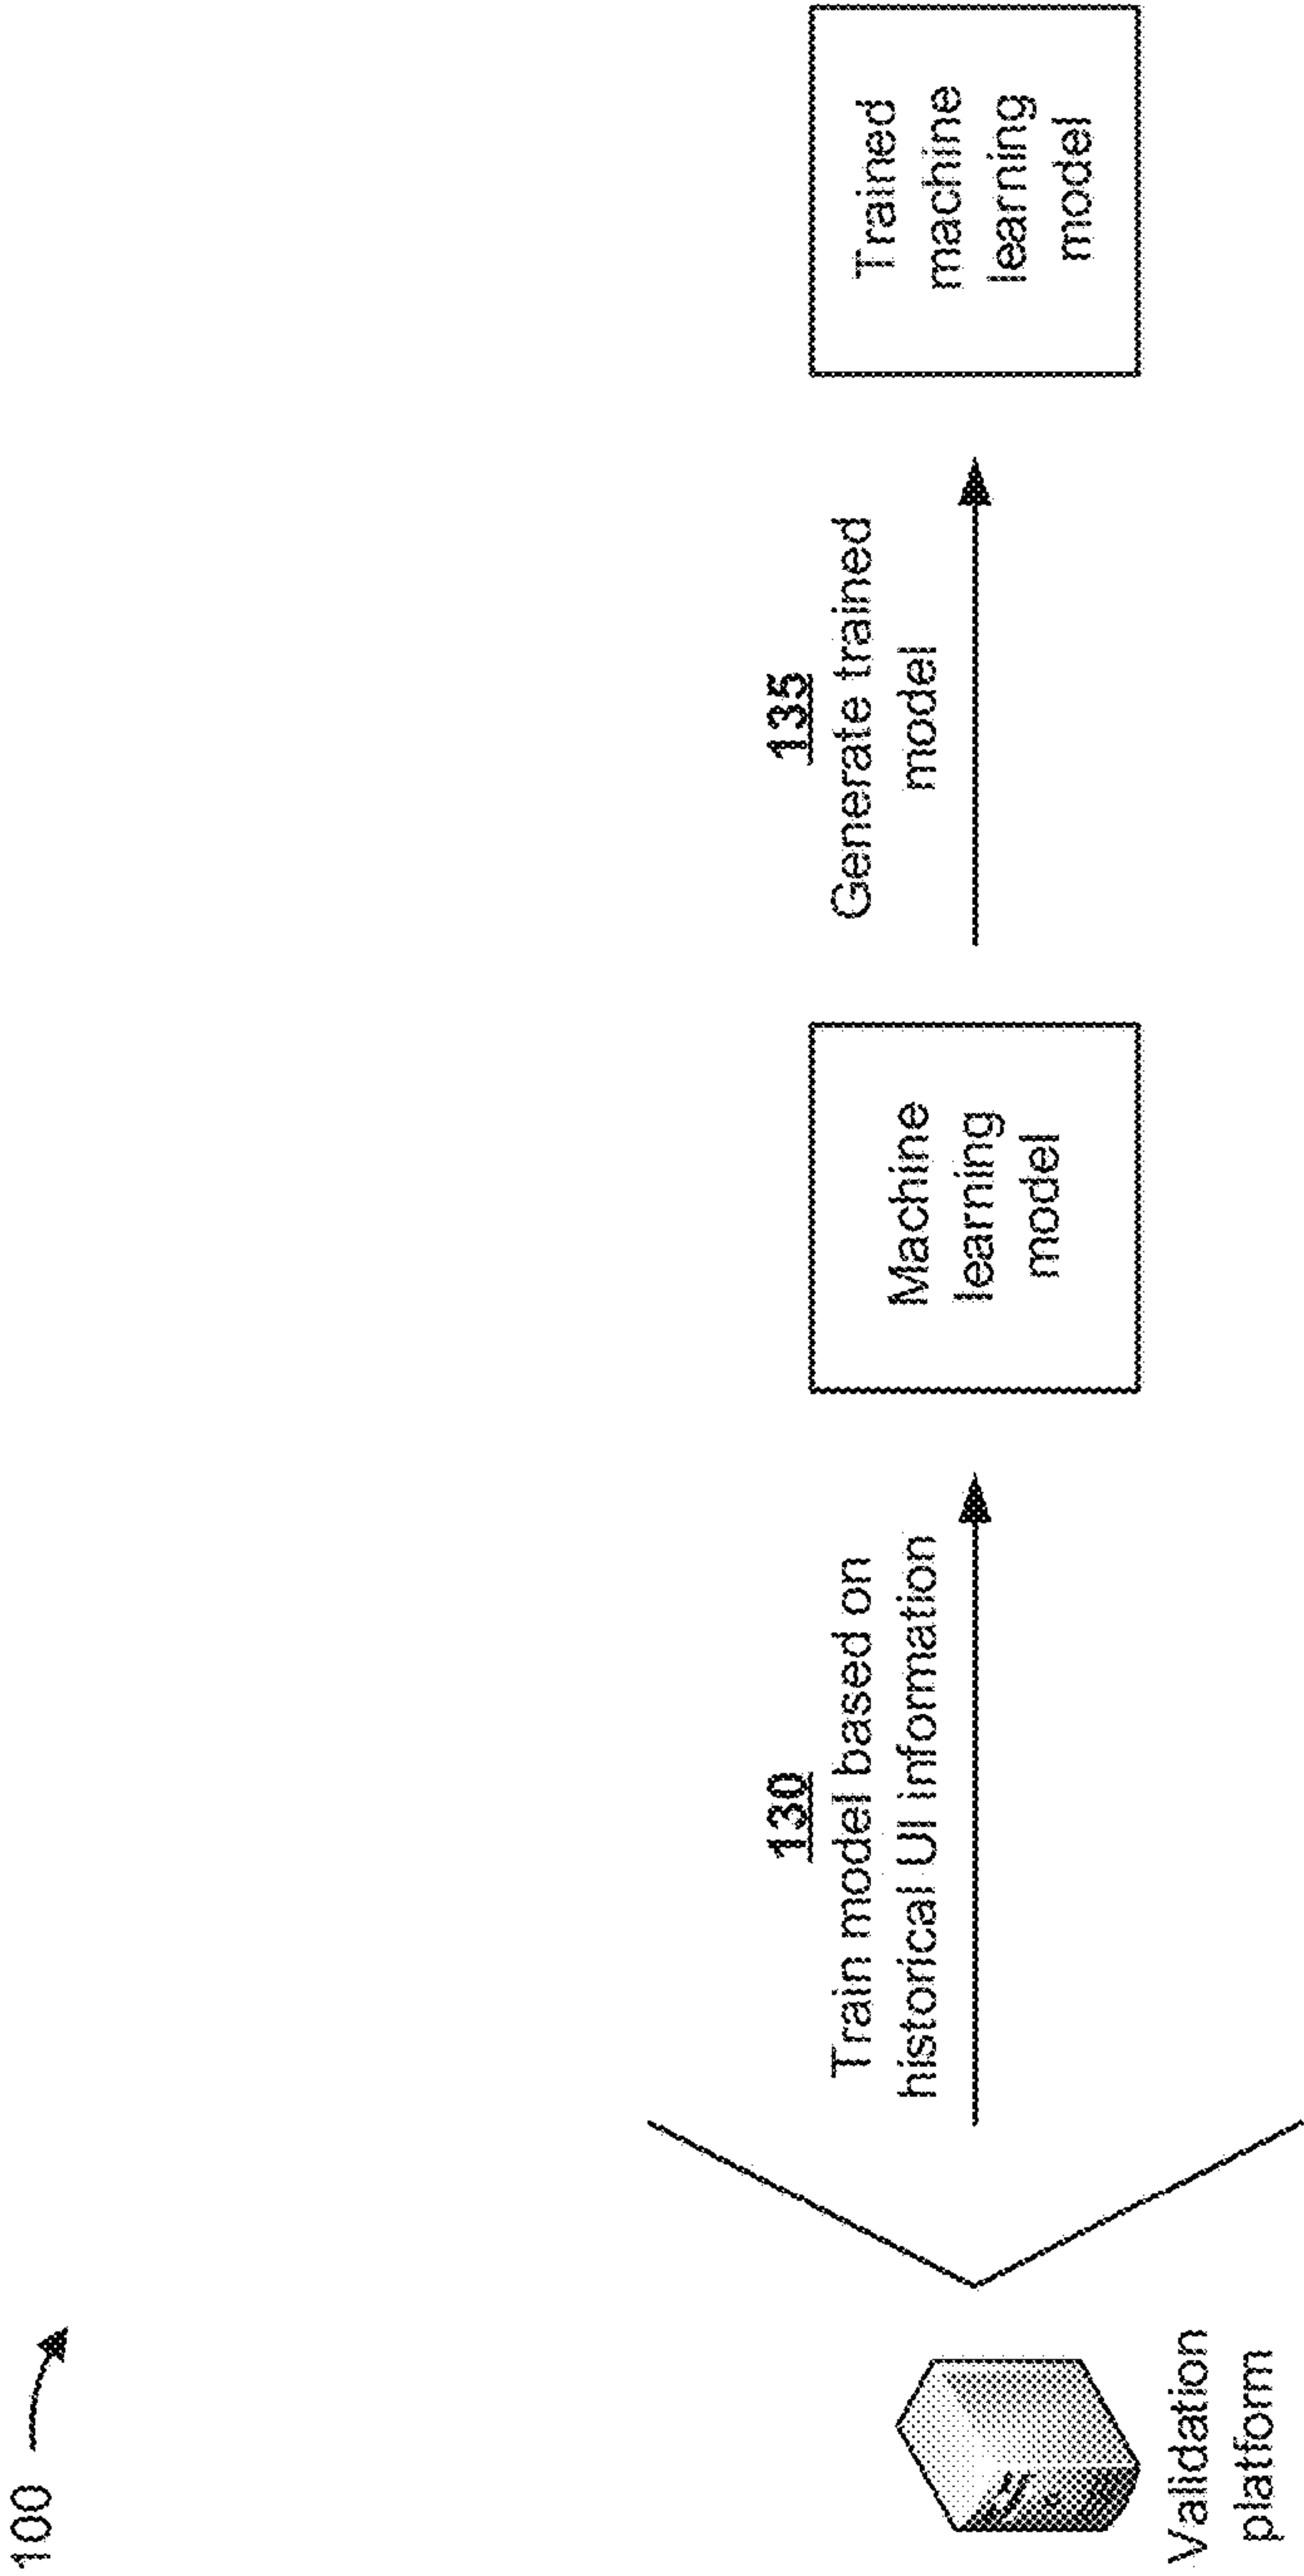 100
130
Train model based on
historical UI information
135
Generate trained
model
Machine
learning
model
Trained
machine
learning
model
Validation
platform